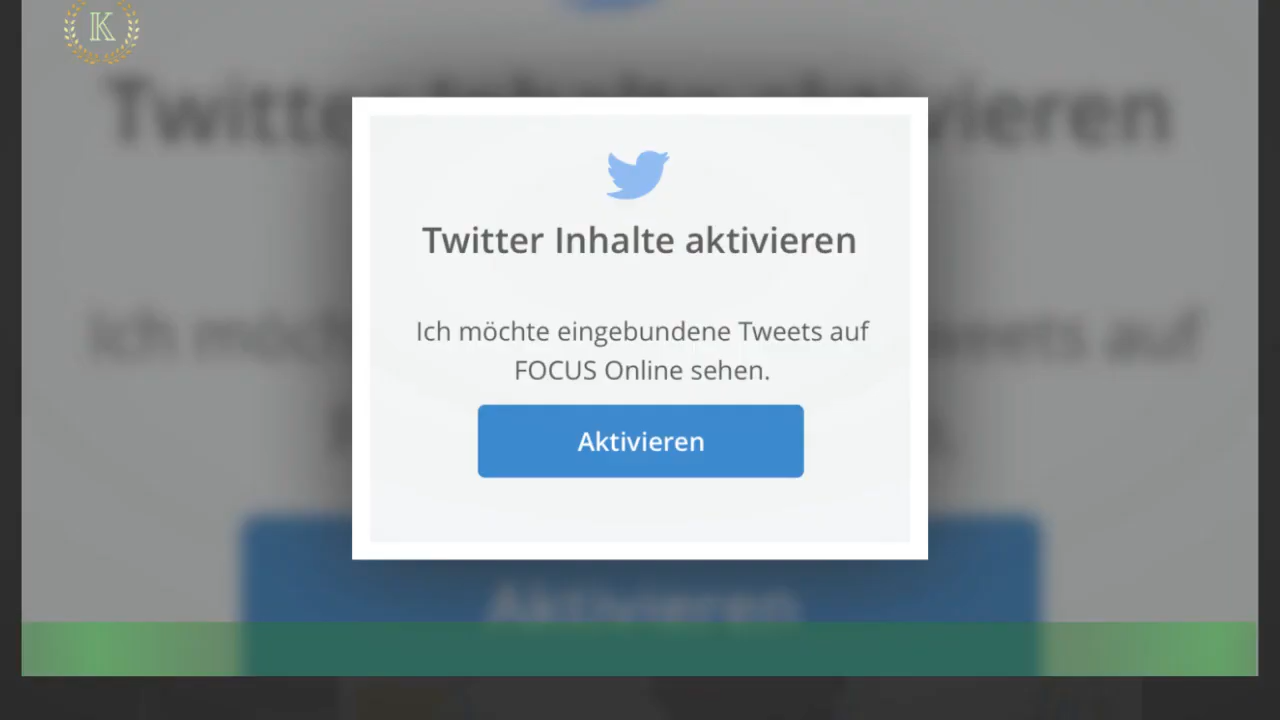 K
Twitter Inhalte aktivieren
Ich möchte eingebundene Tweets auf
FOCUS Online sehen.
Aktivieren